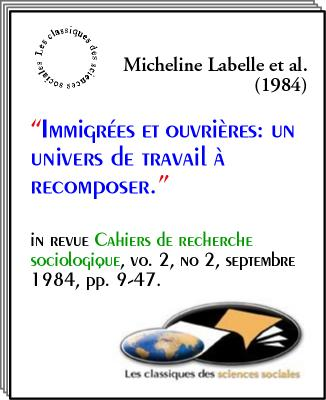 Les classiques des sciences sociales
Micheline Labelle et al.
(1984)
“Immigrées et ouvrières: un
univers de travail à
recomposer.”
in revue Cahiers de recherche
sociologique, vo. 2, no 2, septembre
1984, pp. 9-47.
Les classiques des sciences sociales